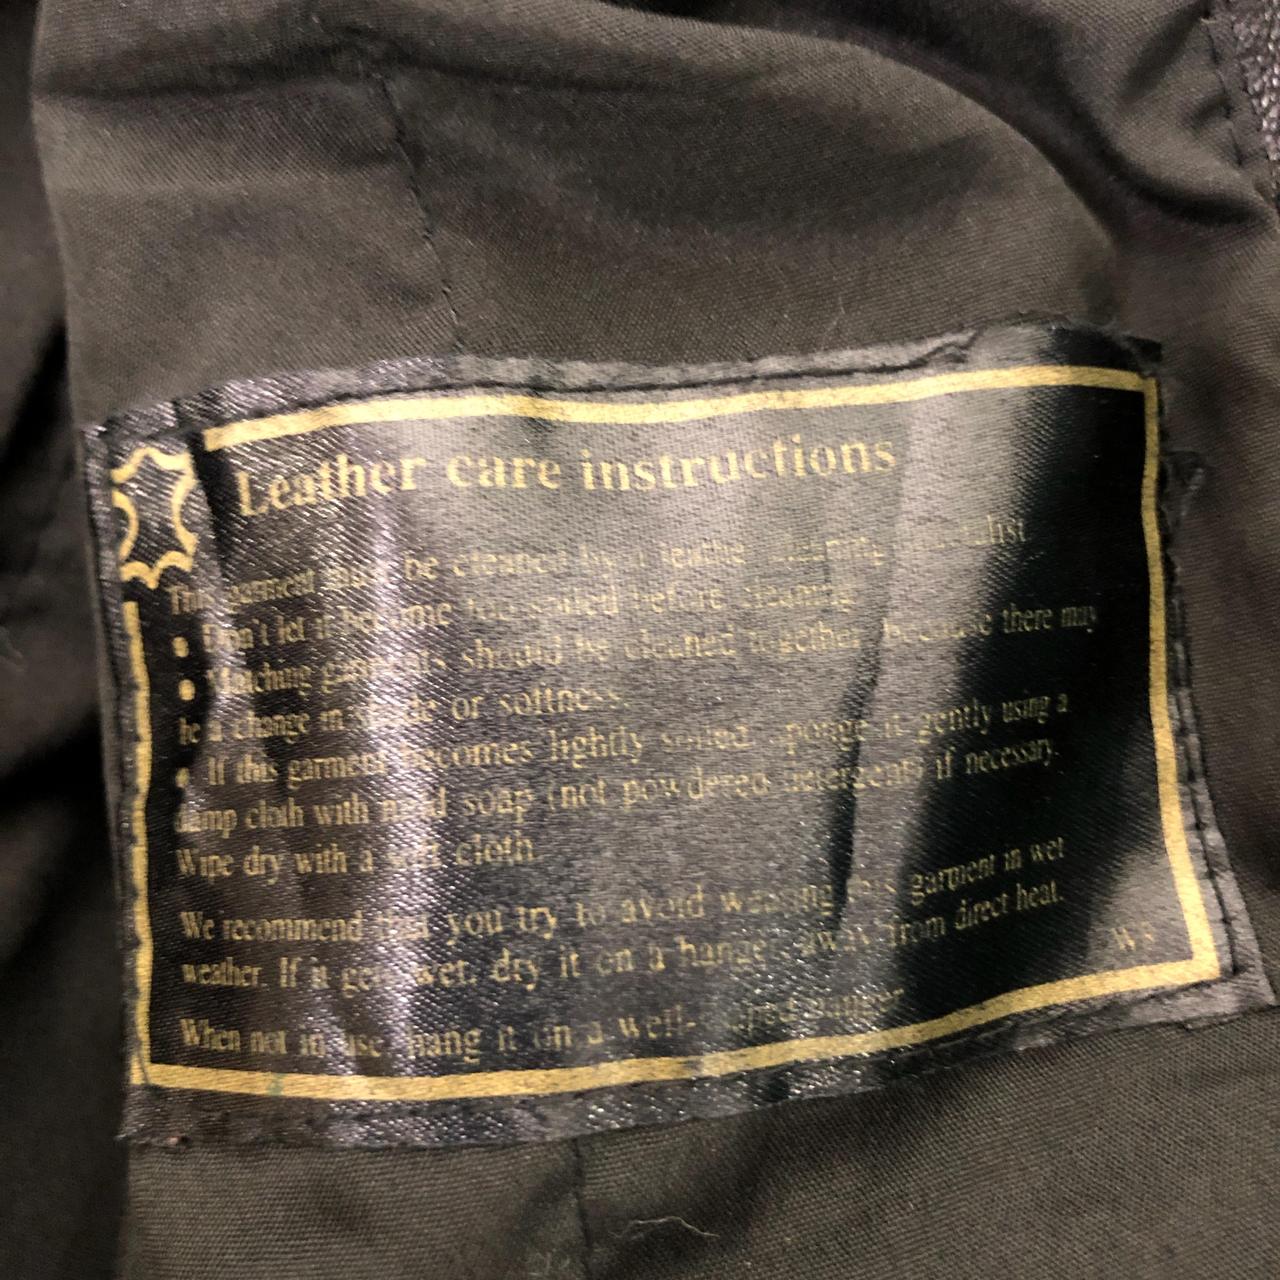 Leather care instructions
This garment must be cleaned by a leather cleaning specialist
• Don't let it become too soiled before cleaning
• Matching garments should be cleaned together because there may
be a change in shade or softness.
• If this garment becomes lightly soiled, sponge it gently using a
damp cloth with mild soap (not powdered detergent) if necessary.
Wipe dry with a soft cloth
We recommend that you try to avoid wearing this garment in wet
weather. If it gets wet, dry it on a hanger away from direct heat.
When not in use hang it on a well-shaped hanger